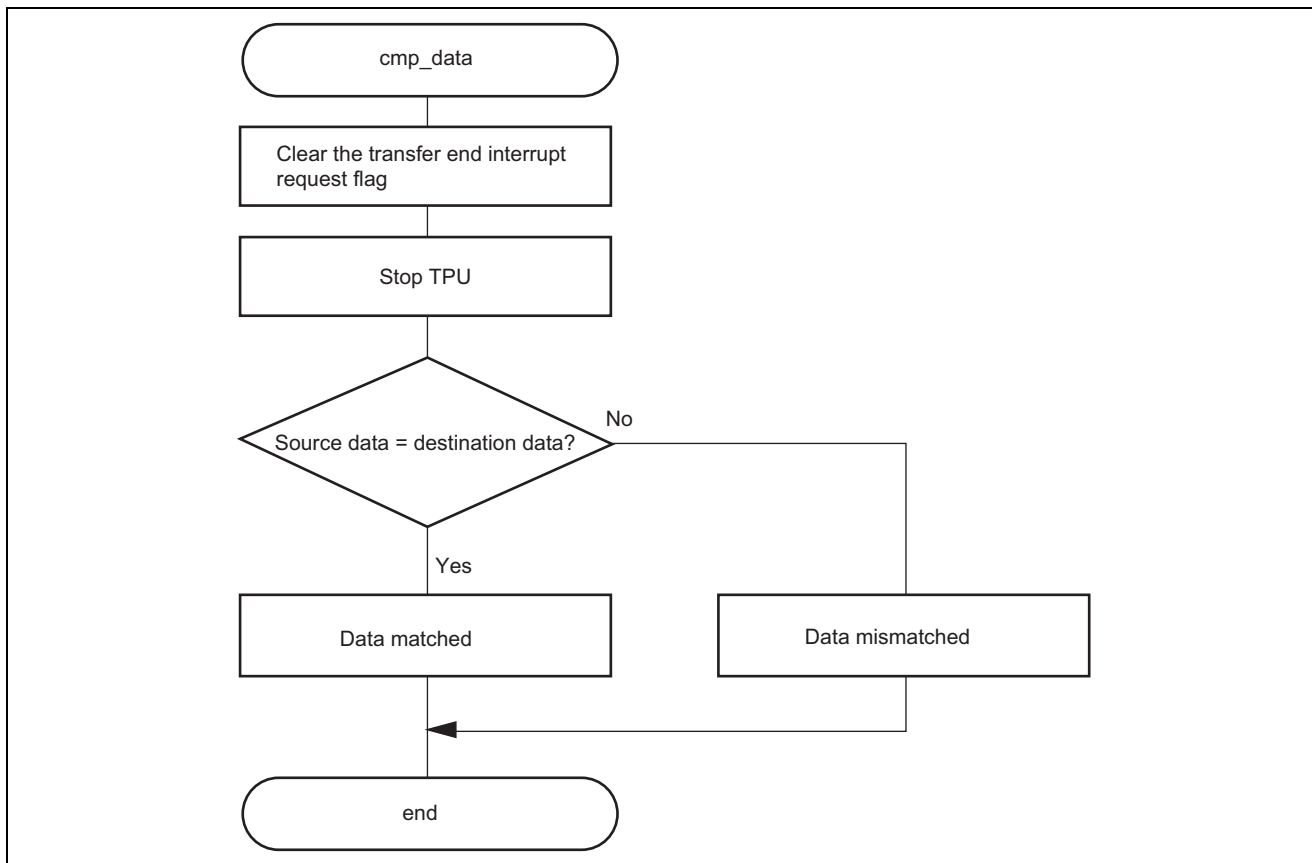 cmp_data
Clear the transfer end interrupt
request flag
Stop TPU
Source data = destination data?
No
Yes
Data matched
Data mismatched
end